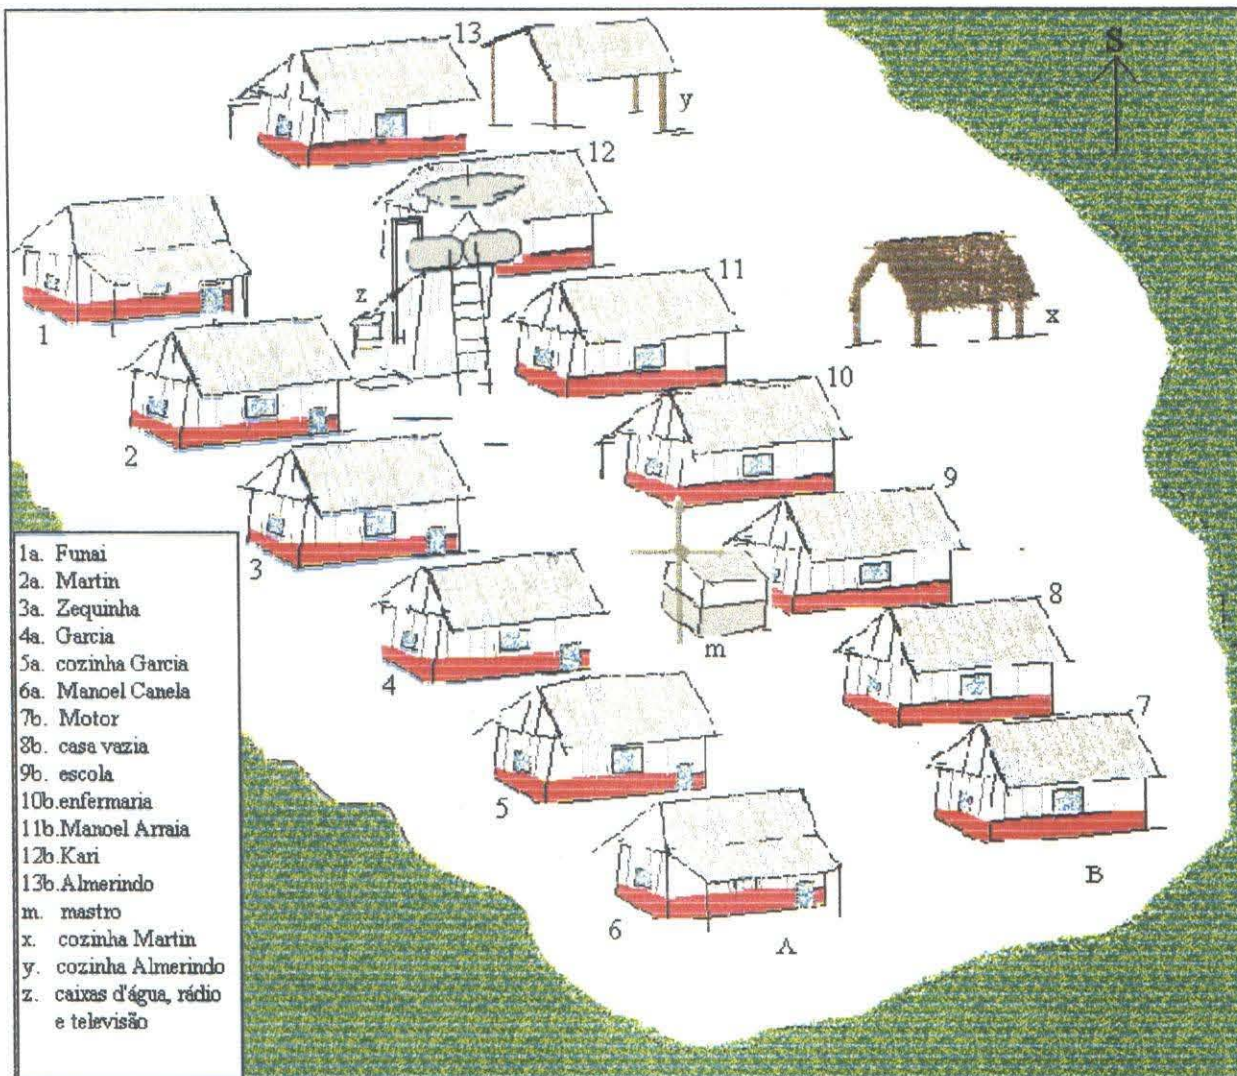 13
S
y
12
11
z
x
1
10
2
9
3
8
m
4
7
5
B
6
A
1a. Funai
2a. Martin
3a. Zequinha
4a. Garcia
5a. cozinha Garcia
6a. Manoel Canela
7b. Motor
8b. casa vazia
9b. escola
10b.enfermaria
11b.Manoel Arraia
12b.Kari
13b.Almerindo
m. mastro
x. cozinha Martin
y. cozinha Almerindo
z. caixas d'água, rádio
e televisão